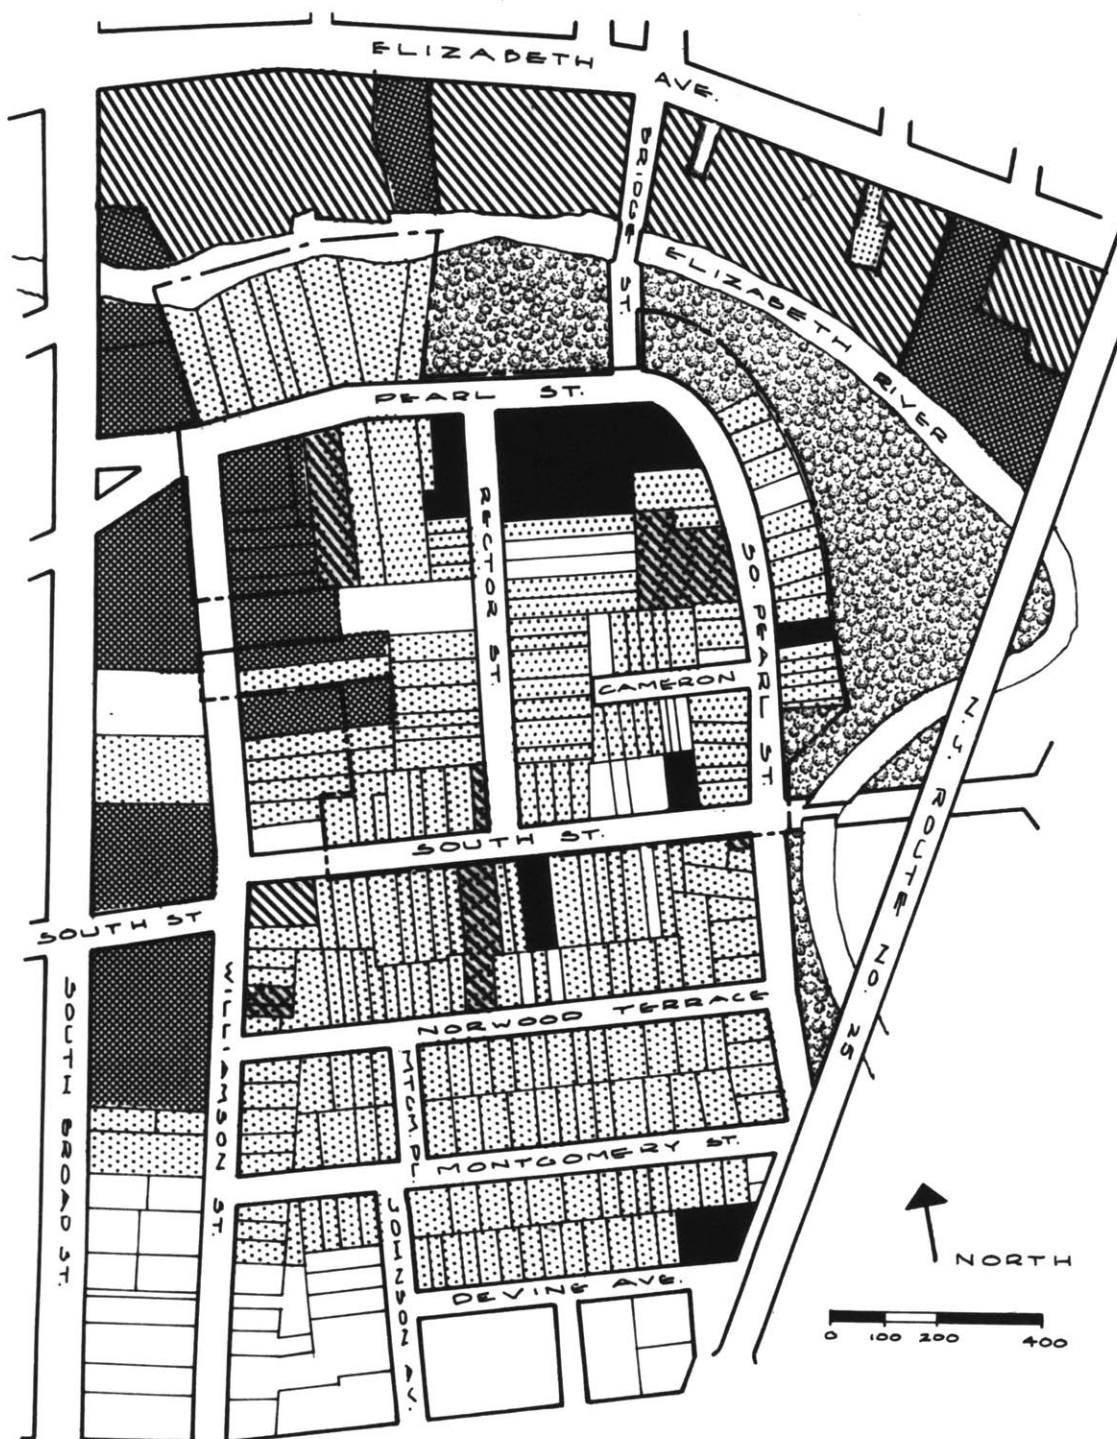 ELIZABETH AVE.
BRIDGE ST.
ELIZABETH RIVER
PEARL ST.
RECTOR ST.
SO PEARL ST.
CAMERON
N.J. ROUTE NO. 25
SOUTH ST.
SOUTH ST
SOUTH BROAD ST.
WILLIAMSON ST.
NORWOOD TERRACE
MONTGOMERY ST.
JOHNSON AV.
DEVINE AVE.
NORTH
0 100 200 400